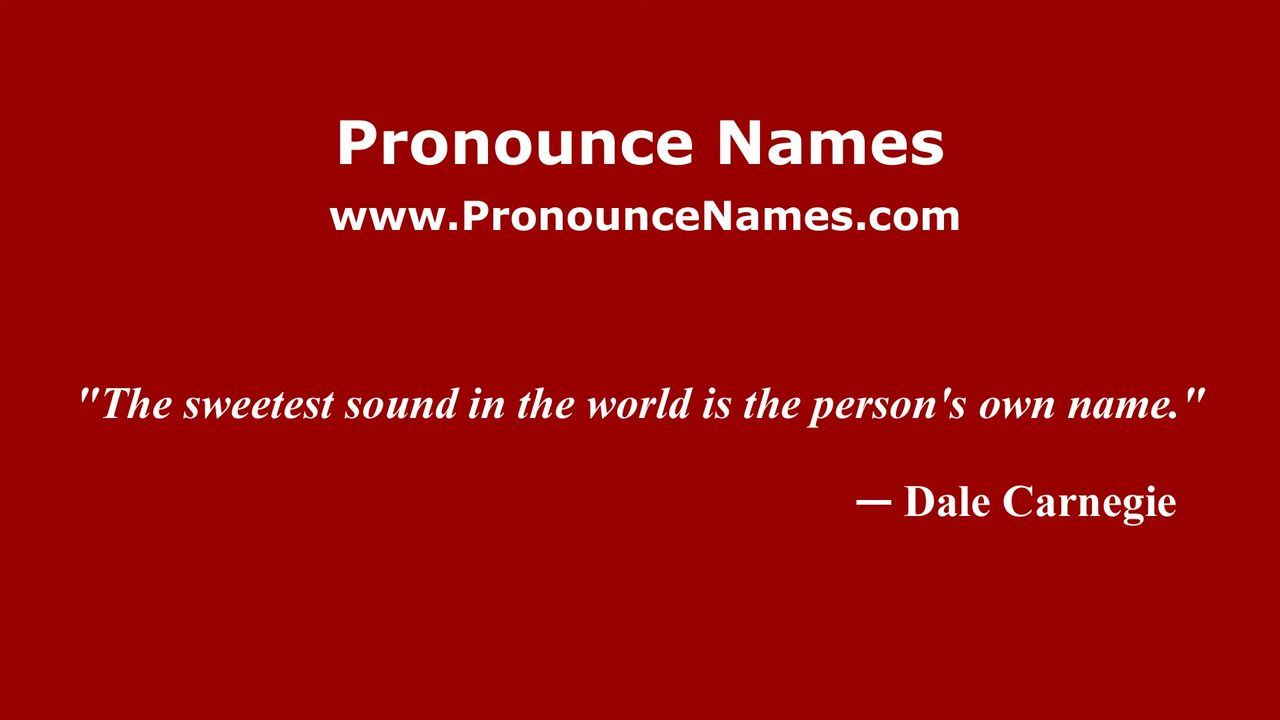 Pronounce Names
www.PronounceNames.com
"The sweetest sound in the world is the person's own name."
— Dale Carnegie